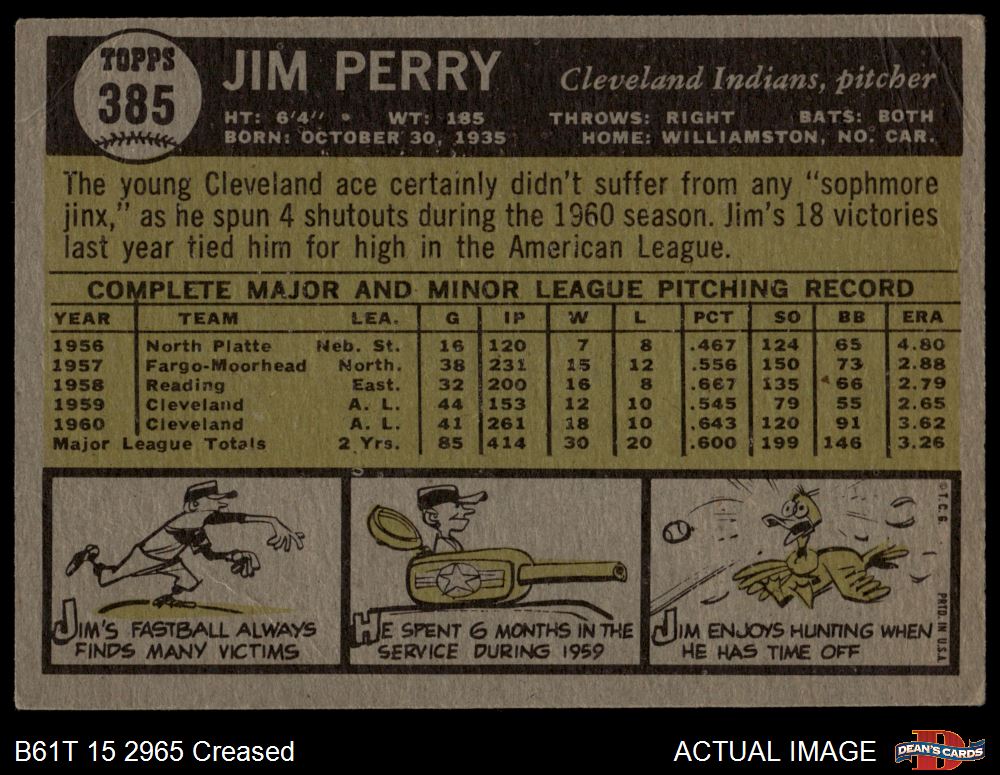 TOPPS
385
JIM PERRY
Cleveland Indians, pitcher
HT: 6'4" • WT: 185 THROWS: RIGHT BATS: BOTH
BORN: OCTOBER 30, 1935 HOME: WILLIAMSTON, NO. CAR.
The young Cleveland ace certainly didn't suffer from any "sophmore
jinx," as he spun 4 shutouts during the 1960 season. Jim's 18 victories
last year tied him for high in the American League.
COMPLETE MAJOR AND MINOR LEAGUE PITCHING RECORD
YEAR TEAM LEA. G IP W L PCT SO BB ERA
1956 North Platte Neb. St. 16 120 7 8 .467 124 65 4.80
1957 Fargo-Moorhead North. 38 231 15 12 .556 150 73 2.88
1958 Reading East. 32 200 16 8 .667 135 66 2.79
1959 Cleveland A. L. 44 153 12 10 .545 79 55 2.65
1960 Cleveland A. L. 41 261 18 10 .643 120 91 3.62
Major League Totals 2 Yrs. 85 414 30 20 .600 199 146 3.26
JIM'S FASTBALL ALWAYS
FINDS MANY VICTIMS
HE SPENT 6 MONTHS IN THE
SERVICE DURING 1959
JIM ENJOYS HUNTING WHEN
HE HAS TIME OFF
© T.C.G.
PRTD. IN U.S.A.
B61T 15 2965 Creased
ACTUAL IMAGE
D
DEAN'S CARDS